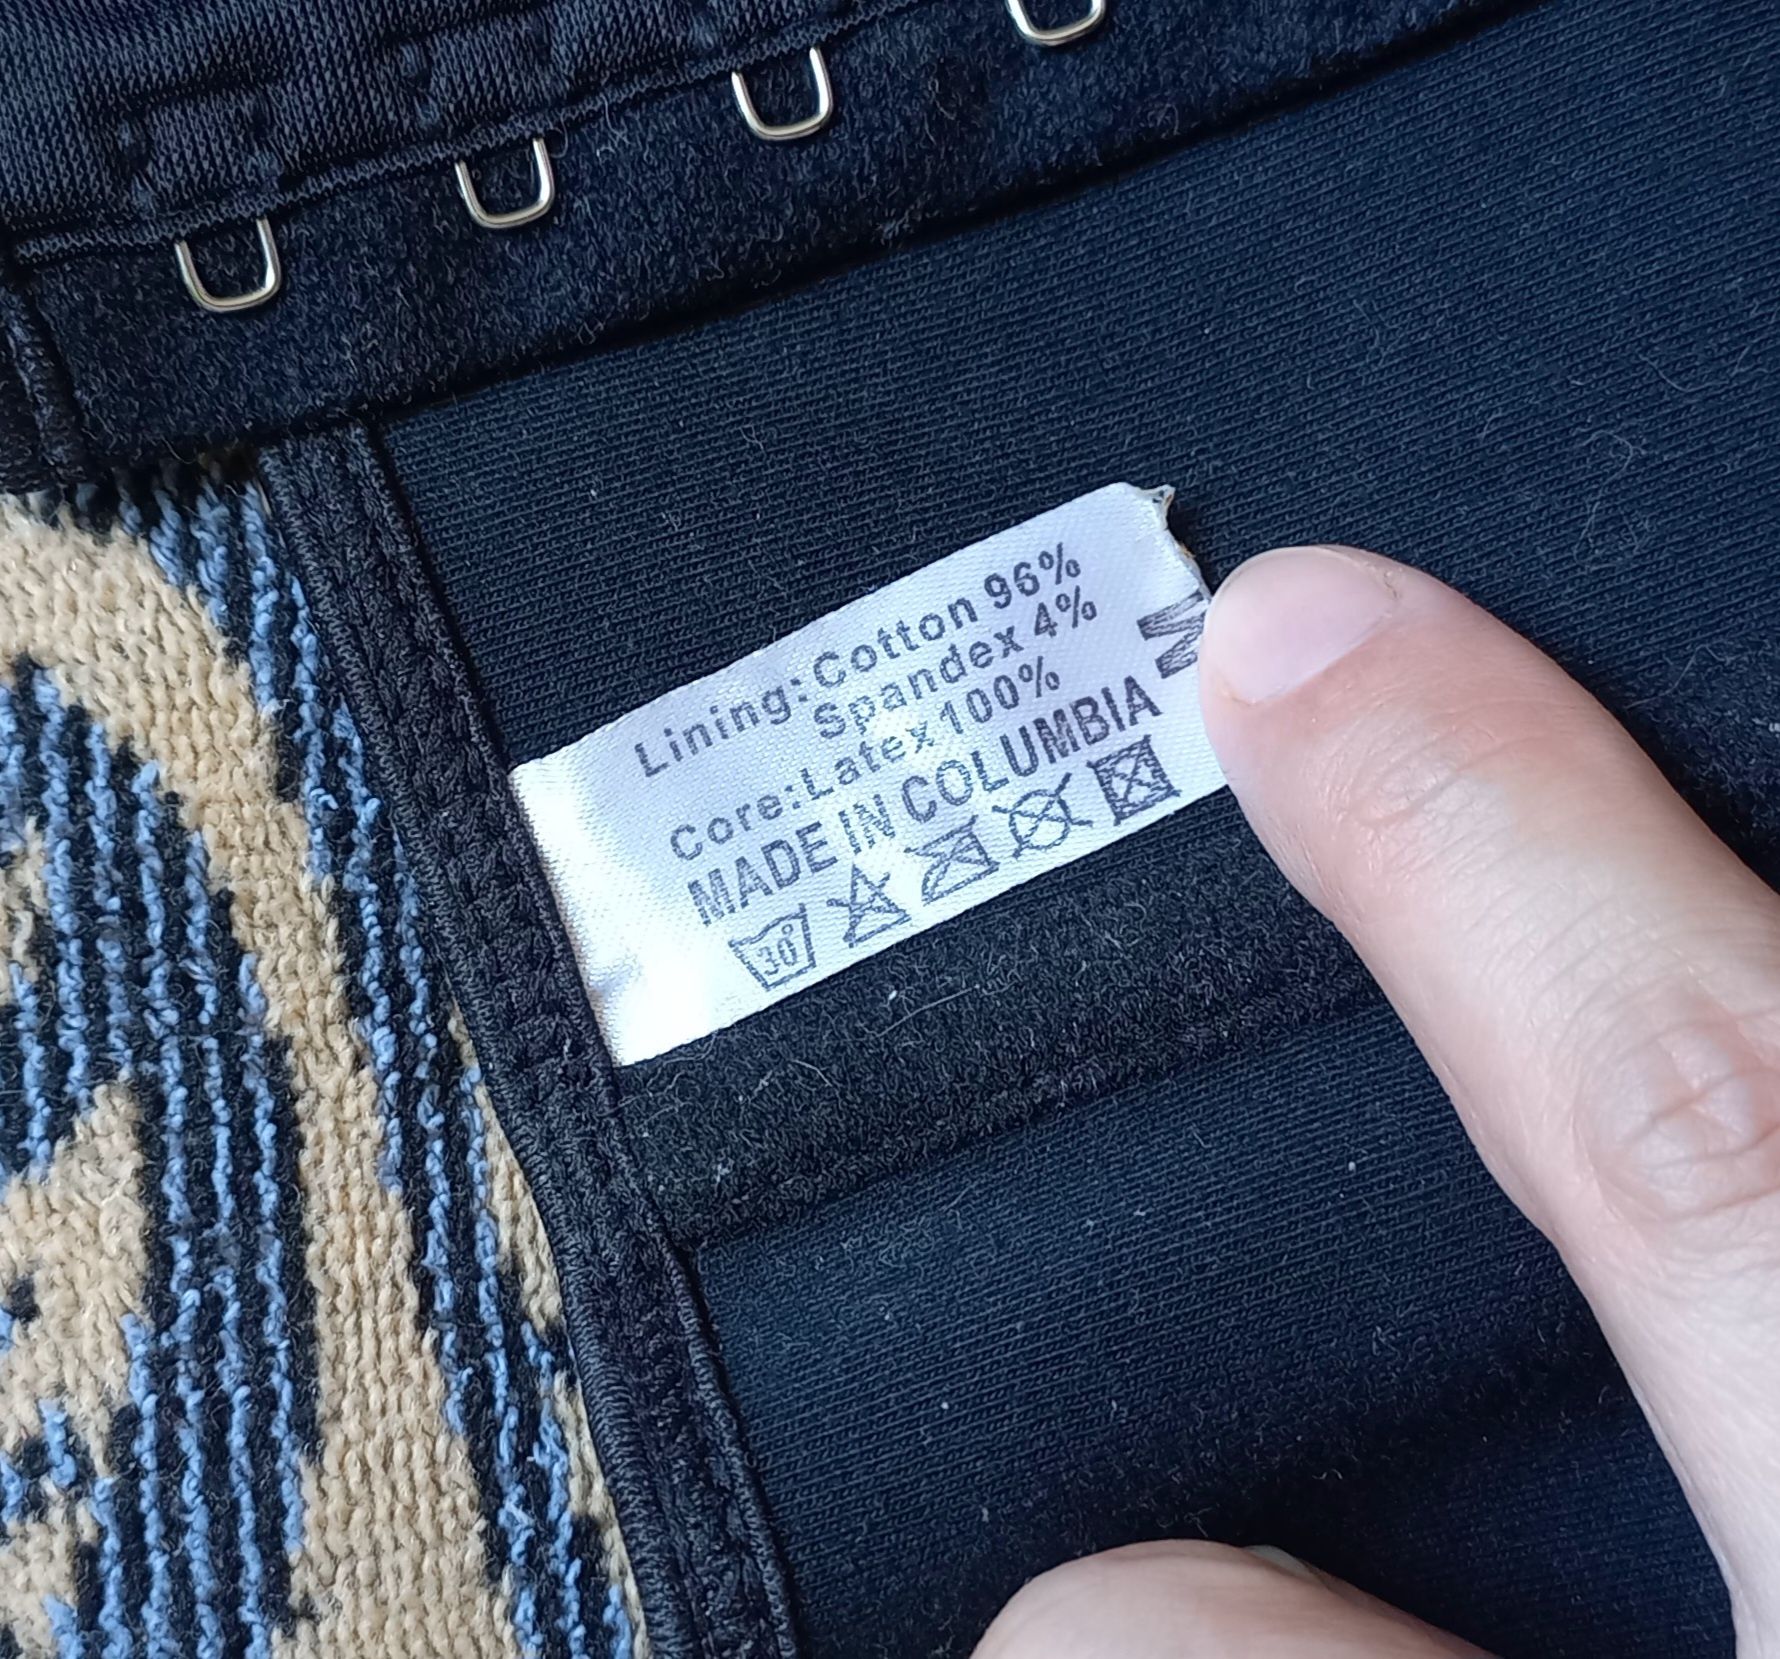 Lining:Cotton 96%
Spandex 4%
Core:Latex 100%
MADE IN COLUMBIA
M
30°